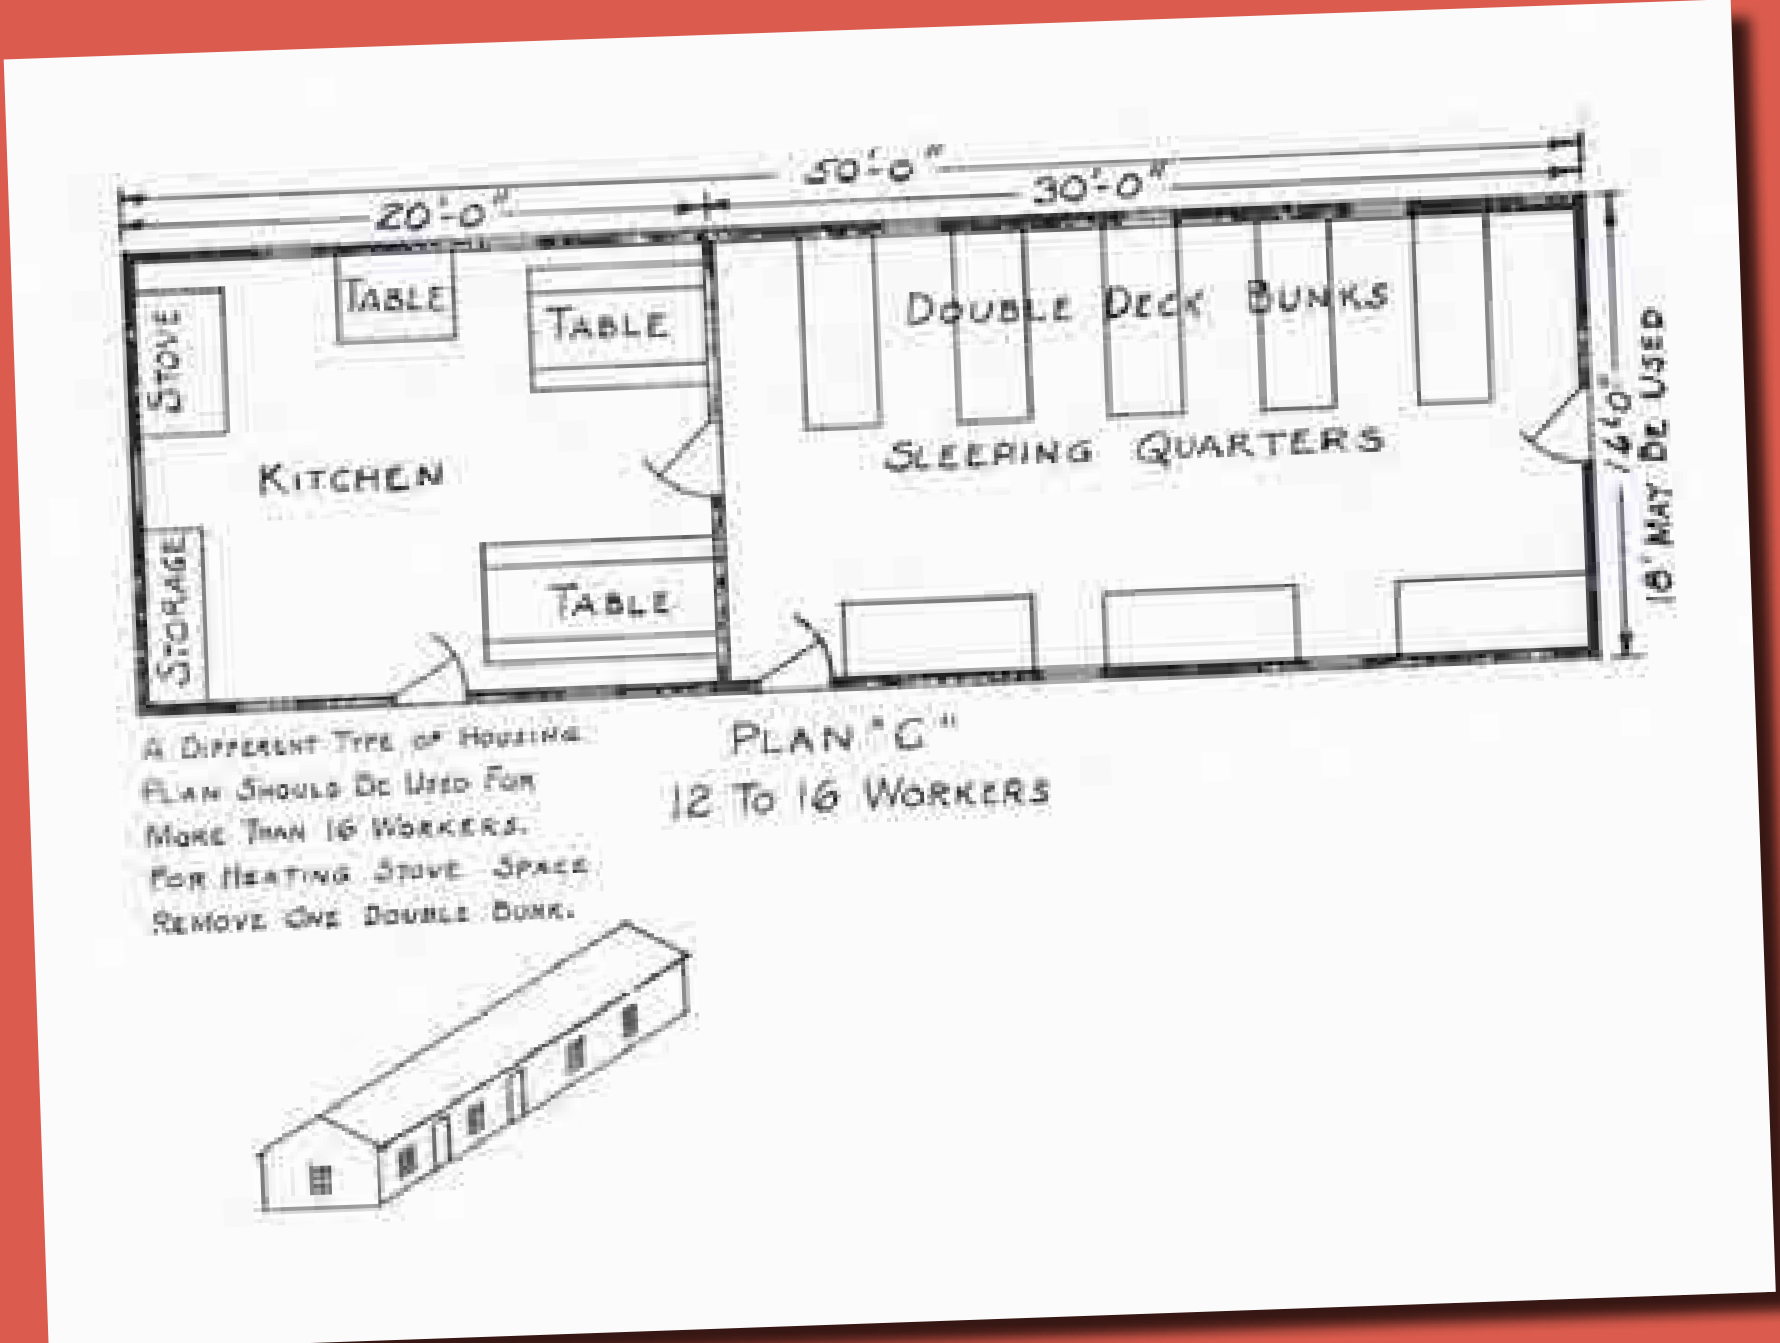 50'-0"
20'-0"
30'-0"
TABLE
TABLE
STOVE
DOUBLE DECK BUNKS
KITCHEN
SLEEPING QUARTERS
16'-0"
18' MAY BE USED
STORAGE
TABLE
A DIFFERENT TYPE OF HOUSING
PLAN SHOULD BE USED FOR
MORE THAN 16 WORKERS.
FOR HEATING STOVE SPACE
REMOVE ONE DOUBLE BUNK.
PLAN "C"
12 TO 16 WORKERS